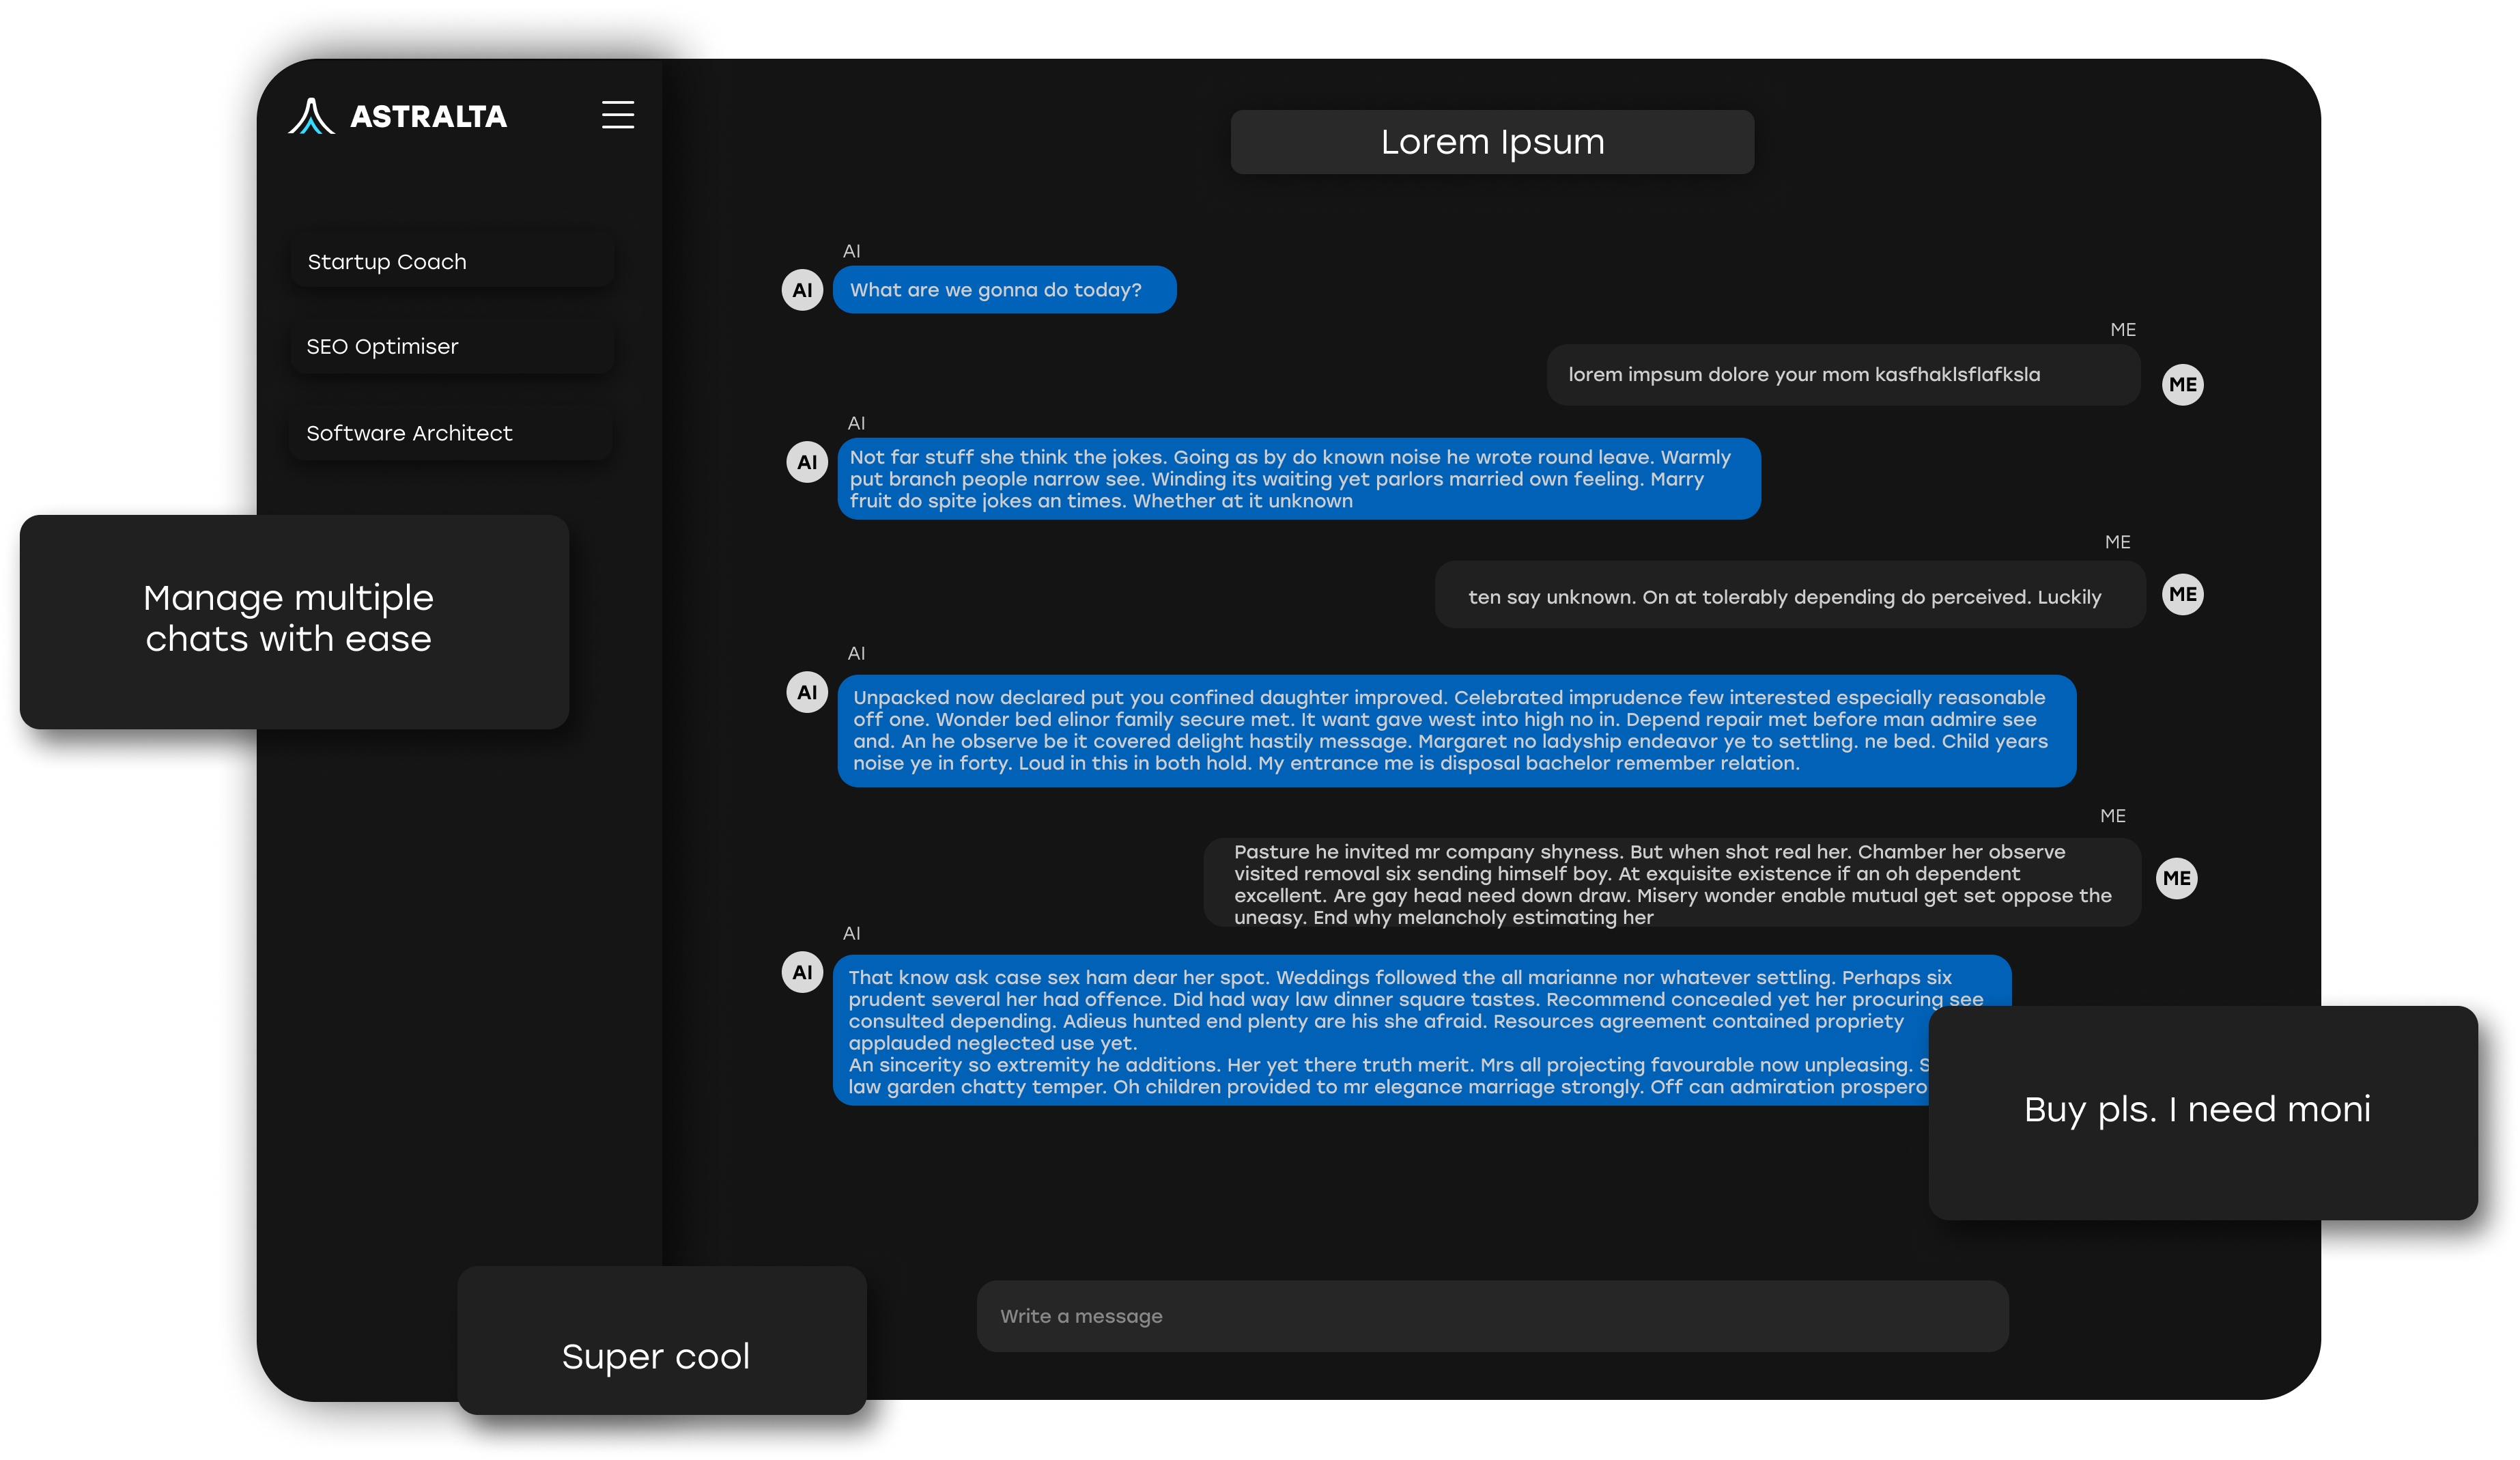 ASTRALTA
Startup Coach
SEO Optimiser
Software Architect
Manage multiple
chats with ease
Lorem Ipsum
AI
AI
What are we gonna do today?
ME
lorem impsum dolore your mom kasfhaklsflafksla
ME
AI
AI
Not far stuff she think the jokes. Going as by do known noise he wrote round leave. Warmly
put branch people narrow see. Winding its waiting yet parlors married own feeling. Marry
fruit do spite jokes an times. Whether at it unknown
ME
ten say unknown. On at tolerably depending do perceived. Luckily
ME
AI
AI
Unpacked now declared put you confined daughter improved. Celebrated imprudence few interested especially reasonable
off one. Wonder bed elinor family secure met. It want gave west into high no in. Depend repair met before man admire see
and. An he observe be it covered delight hastily message. Margaret no ladyship endeavor ye to settling. ne bed. Child years
noise ye in forty. Loud in this in both hold. My entrance me is disposal bachelor remember relation.
ME
Pasture he invited mr company shyness. But when shot real her. Chamber her observe
visited removal six sending himself boy. At exquisite existence if an oh dependent
excellent. Are gay head need down draw. Misery wonder enable mutual get set oppose the
uneasy. End why melancholy estimating her
ME
AI
AI
That know ask case sex ham dear her spot. Weddings followed the all marianne nor whatever settling. Perhaps six
prudent several her had offence. Did had way law dinner square tastes. Recommend concealed yet her procuring see
consulted depending. Adieus hunted end plenty are his she afraid. Resources agreement contained propriety
applauded neglected use yet.
An sincerity so extremity he additions. Her yet there truth merit. Mrs all projecting favourable now unpleasing.
law garden chatty temper. Oh children provided to mr elegance marriage strongly. Off can admiration
Buy pls. I need moni
Super cool
Write a message